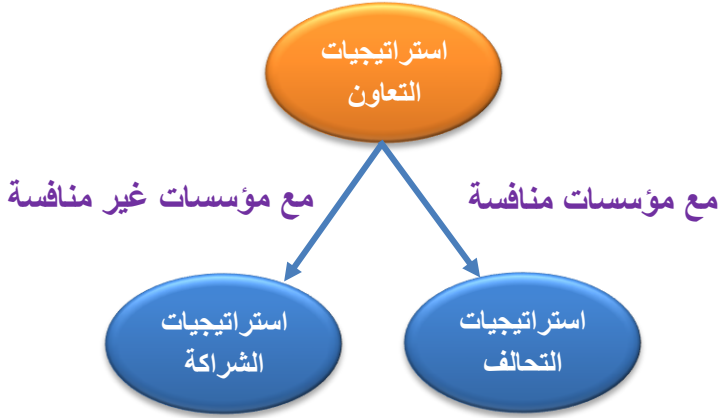 استراتيجيات
التعاون
مع مؤسسات منافسة
مع مؤسسات غير منافسة
استراتيجيات
التحالف
استراتيجيات
الشراكة